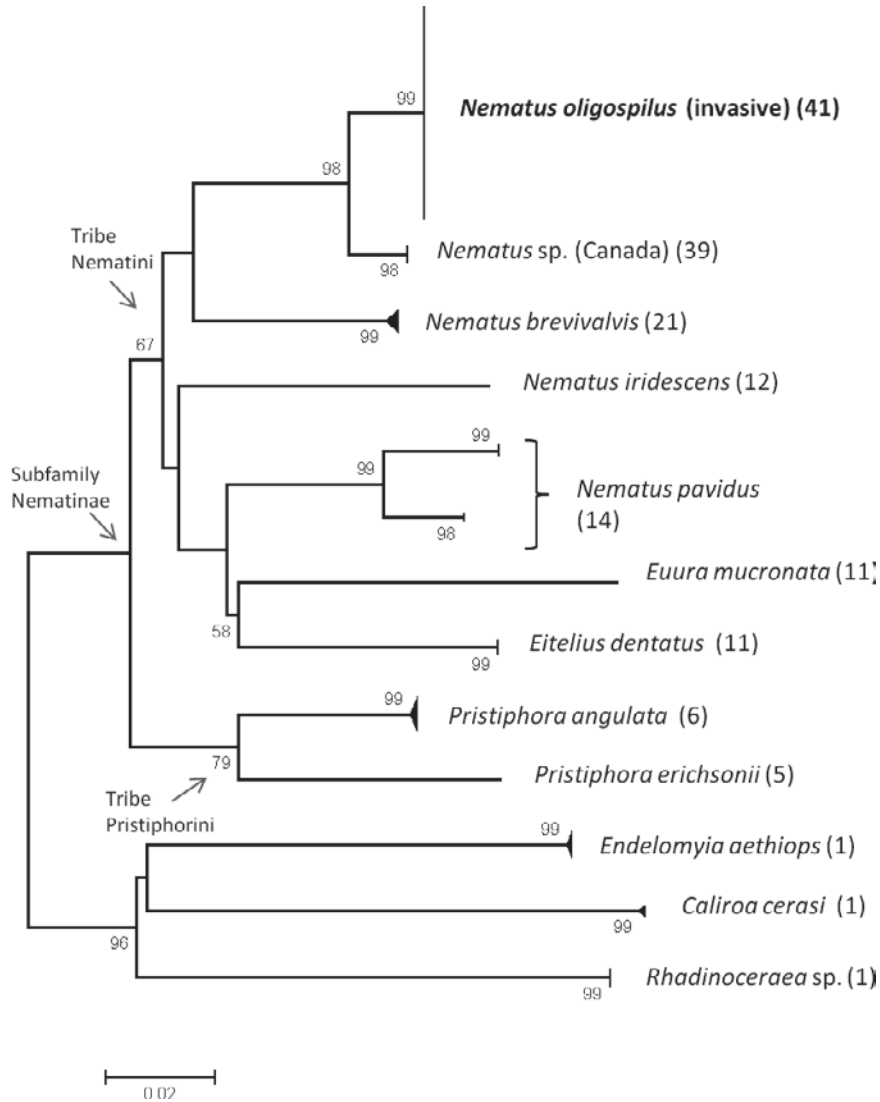 99
Nematus oligospilus (invasive) (41)
98
Tribe
Nematini
Nematus sp. (Canada) (39)
98
Nematus brevivalvis (21)
99
67
Nematus iridescens (12)
99
99
Subfamily
Nematinae
Nematus pavidus
(14)
98
Euura mucronata (11)
58
Eitelius dentatus (11)
99
99
Pristiphora angulata (6)
79
Pristiphora erichsonii (5)
Tribe
Pristiphorini
99
Endelomyia aethiops (1)
Caliroa cerasi (1)
99
96
Rhadinoceraea sp. (1)
99
0.02